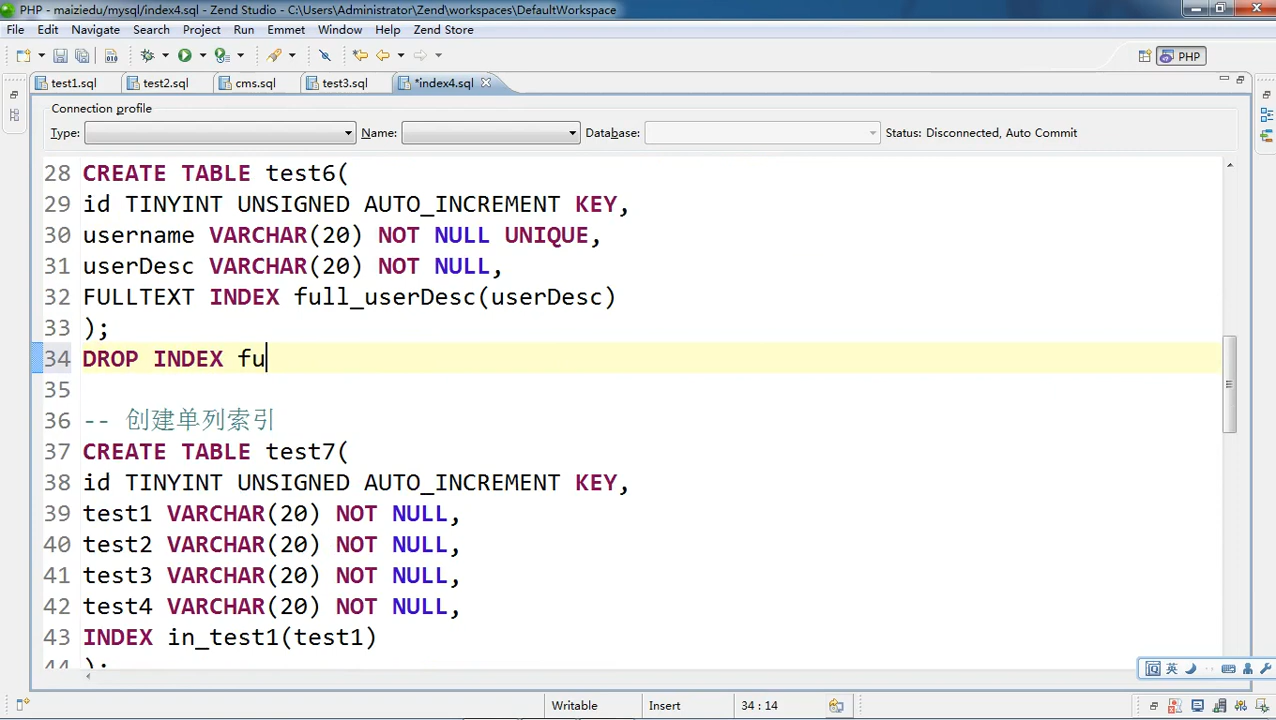 PHP - maiziedu/mysql/index4.sql - Zend Studio - C:\Users\Administrator\Zend\workspaces\DefaultWorkspace
File Edit Navigate Search Project Run Emmet Window Help Zend Store
PHP
test1.sql test2.sql cms.sql test3.sql *index4.sql
Connection profile
Type: Name: Database: Status: Disconnected, Auto Commit
28 CREATE TABLE test6(
29 id TINYINT UNSIGNED AUTO_INCREMENT KEY,
30 username VARCHAR(20) NOT NULL UNIQUE,
31 userDesc VARCHAR(20) NOT NULL,
32 FULLTEXT INDEX full_userDesc(userDesc)
33 );
34 DROP INDEX fu
35
36 -- 创建单列索引
37 CREATE TABLE test7(
38 id TINYINT UNSIGNED AUTO_INCREMENT KEY,
39 test1 VARCHAR(20) NOT NULL,
40 test2 VARCHAR(20) NOT NULL,
41 test3 VARCHAR(20) NOT NULL,
42 test4 VARCHAR(20) NOT NULL,
43 INDEX in_test1(test1)
44 );
英
Writable Insert 34 : 14